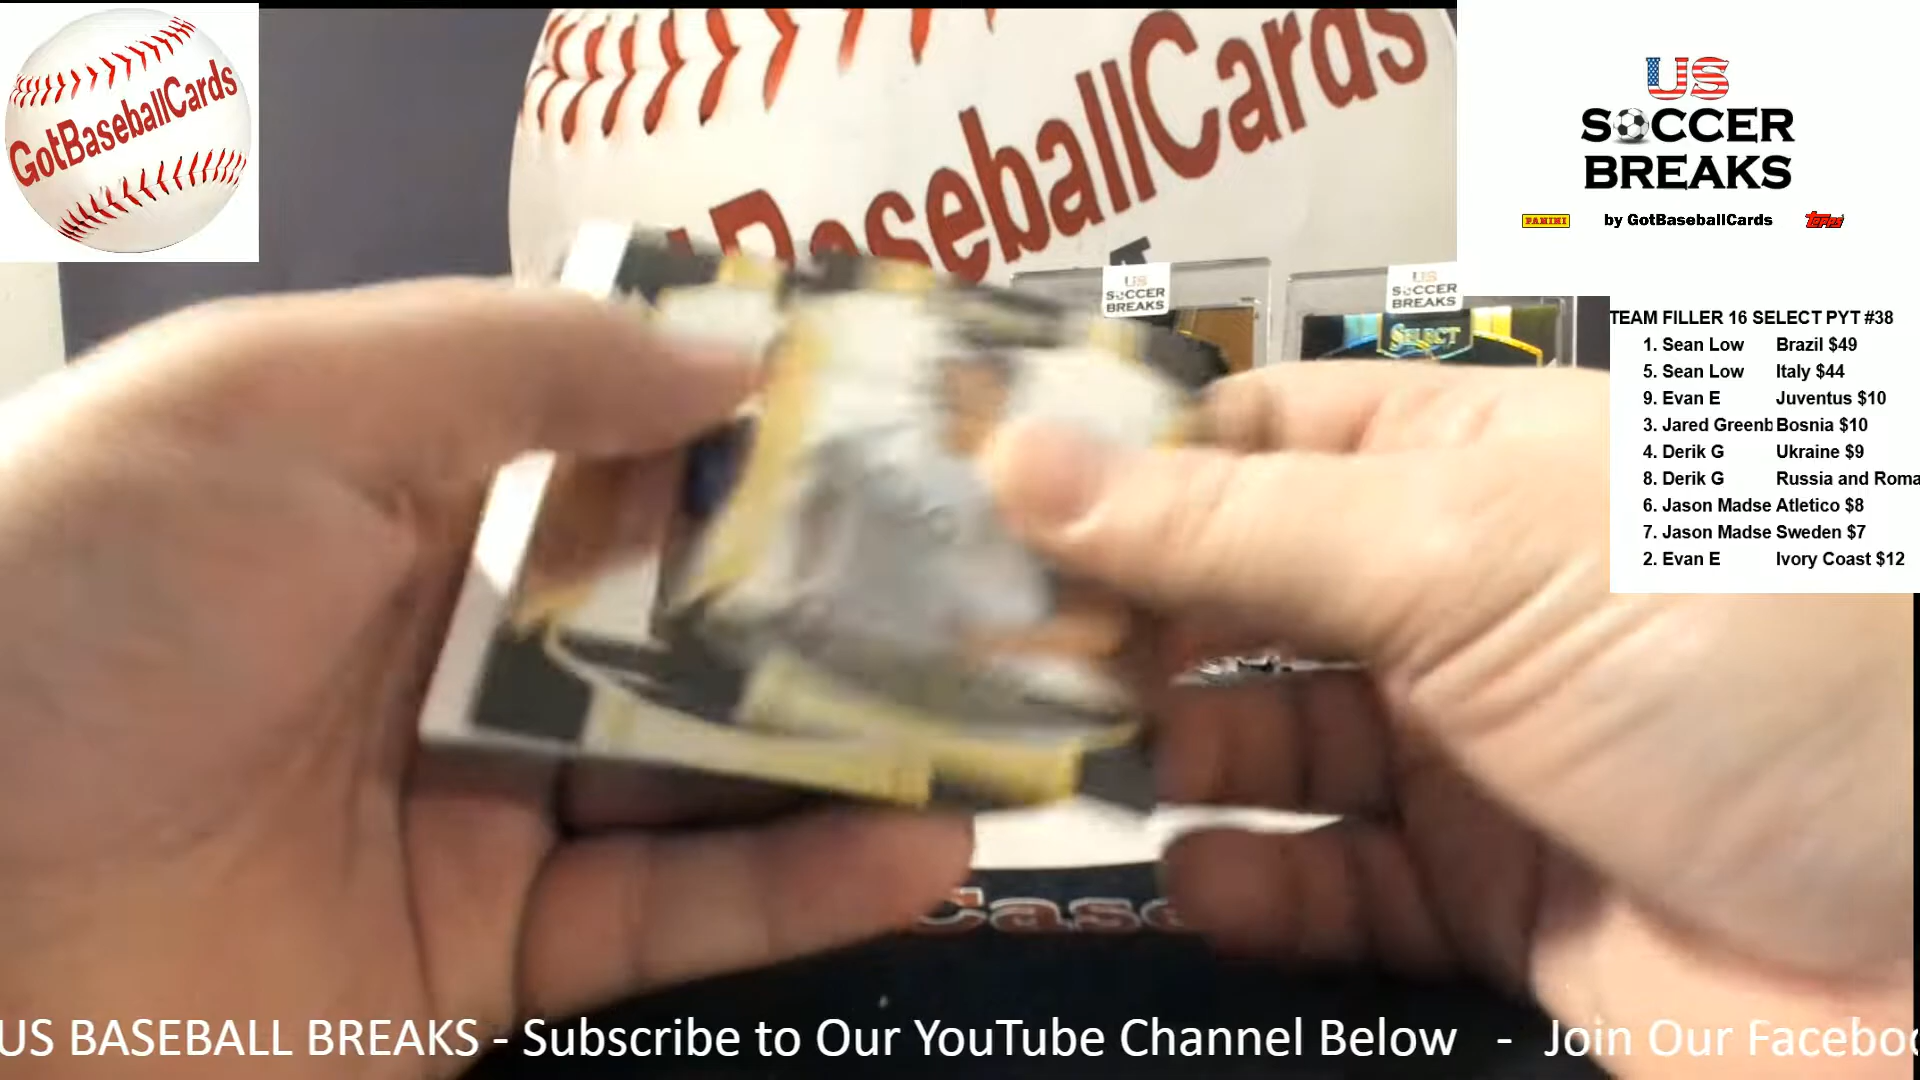 GotBaseballCards
BaseballCards
US
SOCCER
BREAKS
PANINI by GotBaseballCards TOPPS
US
SOCCER
BREAKS
US
SOCCER
BREAKS
SELECT
TEAM FILLER 16 SELECT PYT #38
1. Sean Low Brazil $49
5. Sean Low Italy $44
9. Evan E Juventus $10
3. Jared Greenb Bosnia $10
4. Derik G Ukraine $9
8. Derik G Russia and Roma
6. Jason Madse Atletico $8
7. Jason Madse Sweden $7
2. Evan E Ivory Coast $12
Case
US BASEBALL BREAKS - Subscribe to Our YouTube Channel Below - Join Our Faceboo